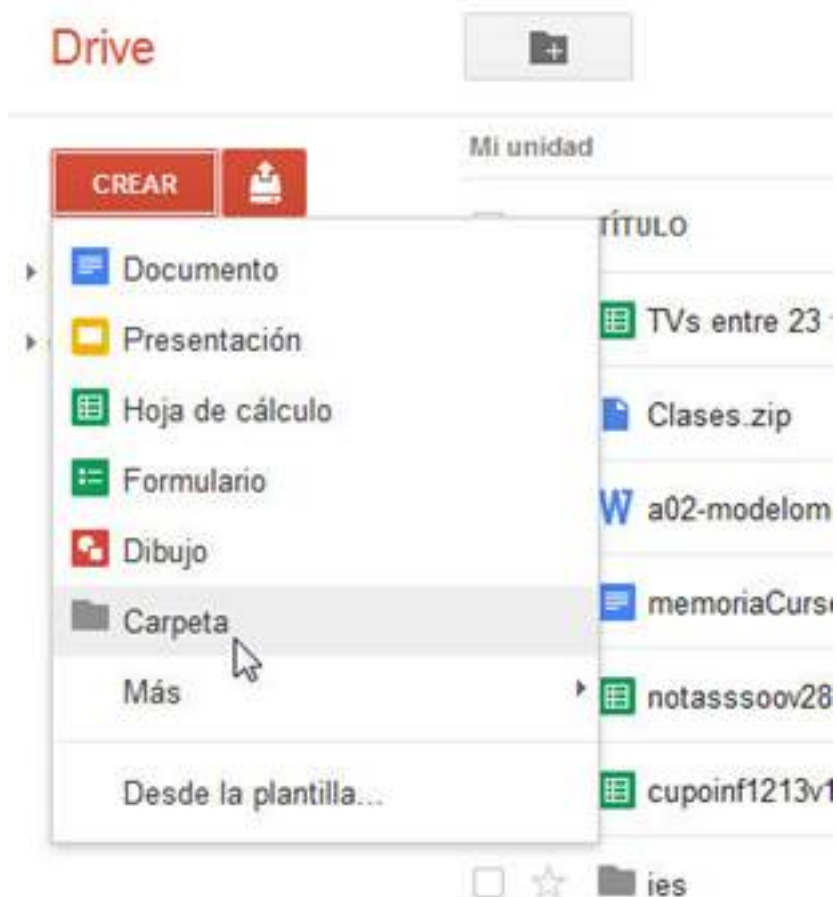 Drive
Mi unidad
CREAR
TÍTULO
Documento
Presentación
Hoja de cálculo
Formulario
Dibujo
Carpeta
Más
Desde la plantilla...
TVs entre 23
Clases.zip
a02-modelom
memoriaCurs
notasssoov28
cupoinf1213v1
ies